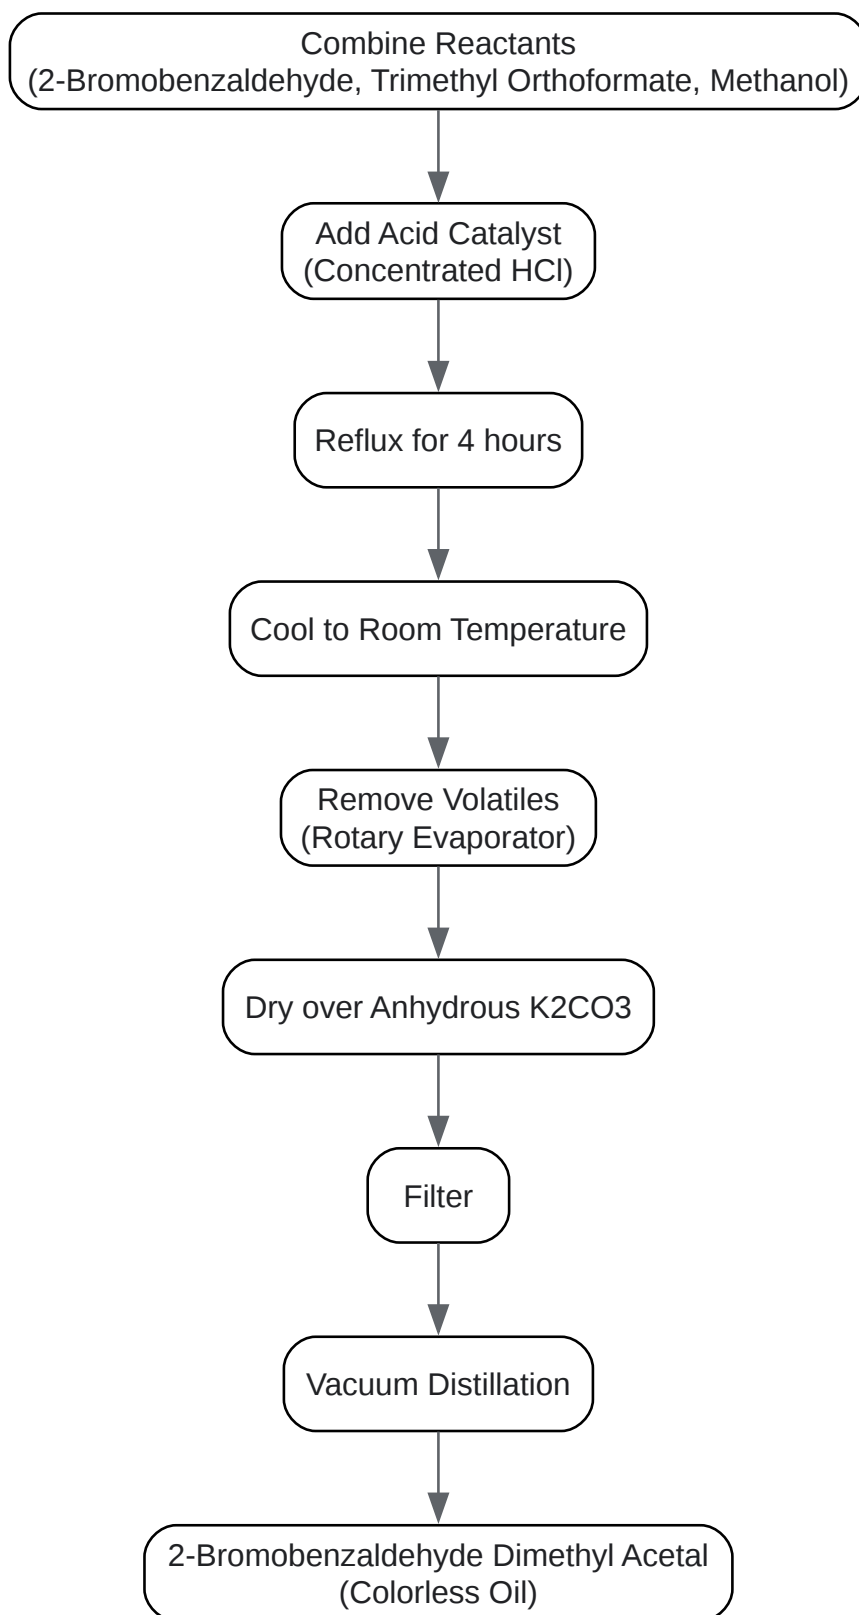 Combine Reactants
(2-Bromobenzaldehyde, Trimethyl Orthoformate, Methanol)
Add Acid Catalyst
(Concentrated HCl)
Reflux for 4 hours
Cool to Room Temperature
Remove Volatiles
(Rotary Evaporator)
Dry over Anhydrous K2CO3
Filter
Vacuum Distillation
2-Bromobenzaldehyde Dimethyl Acetal
(Colorless Oil)